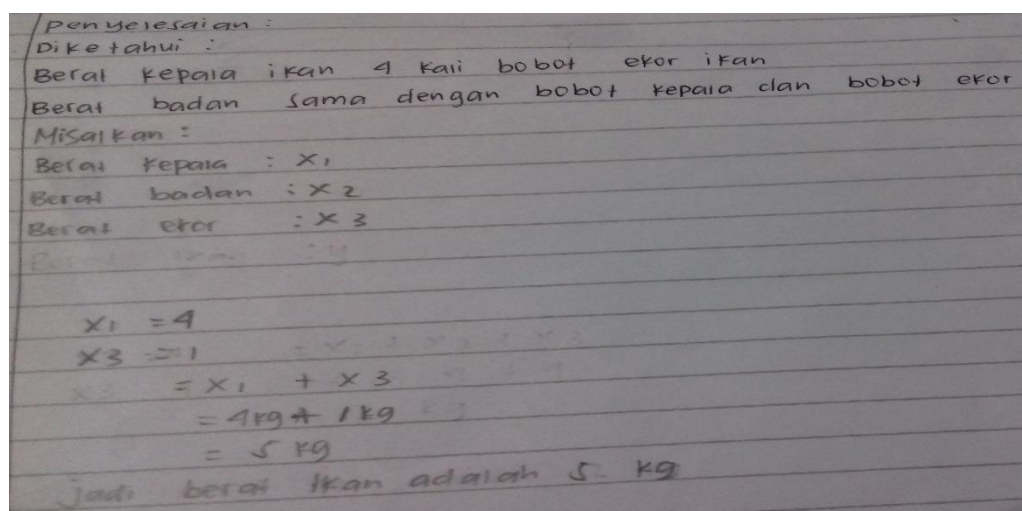 Penyelesaian :
Diketahui :
Berat kepala ikan 4 kali bobot ekor ikan
Berat badan sama dengan bobot kepala dan bobot ekor
Misalkan :
Berat kepala : x₁
Berat badan : x2
Berat ekor : x3
x₁ = 4
x3 = 1
= x₁ + x3
= 4kg + 1kg
= 5 kg
Jadi berat ikan adalah 5 kg